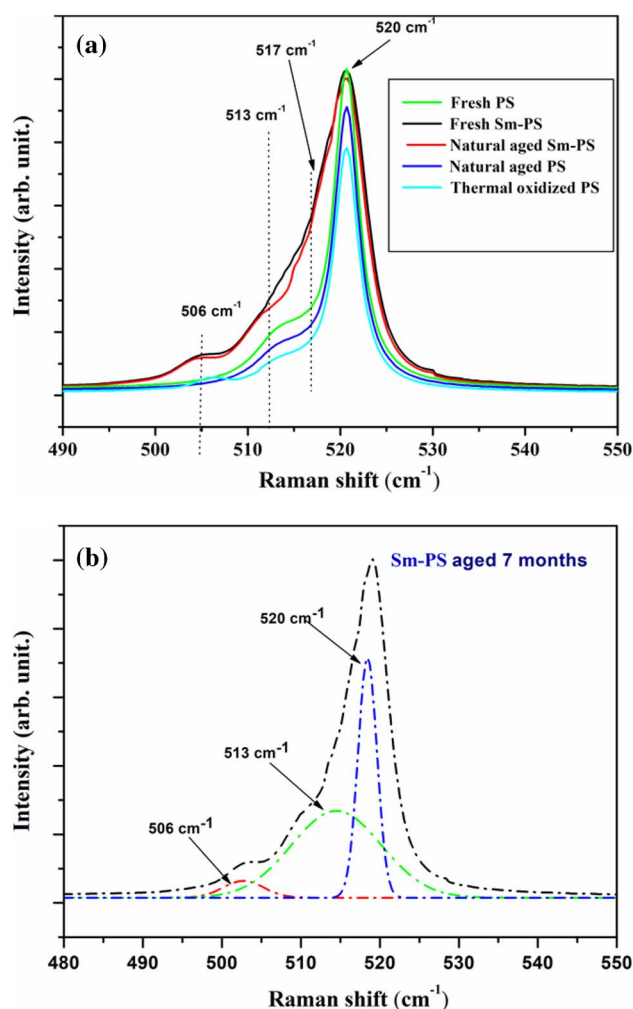 (a)
520 cm⁻¹
517 cm⁻¹
513 cm⁻¹
506 cm⁻¹
Fresh PS
Fresh Sm-PS
Natural aged Sm-PS
Natural aged PS
Thermal oxidized PS
Intensity (arb. unit.)
490 500 510 520 530 540 550
Raman shift (cm⁻¹)
(b)
Sm-PS aged 7 months
520 cm⁻¹
513 cm⁻¹
506 cm⁻¹
Intensity (arb. unit.)
480 490 500 510 520 530 540 550
Raman shift (cm⁻¹)